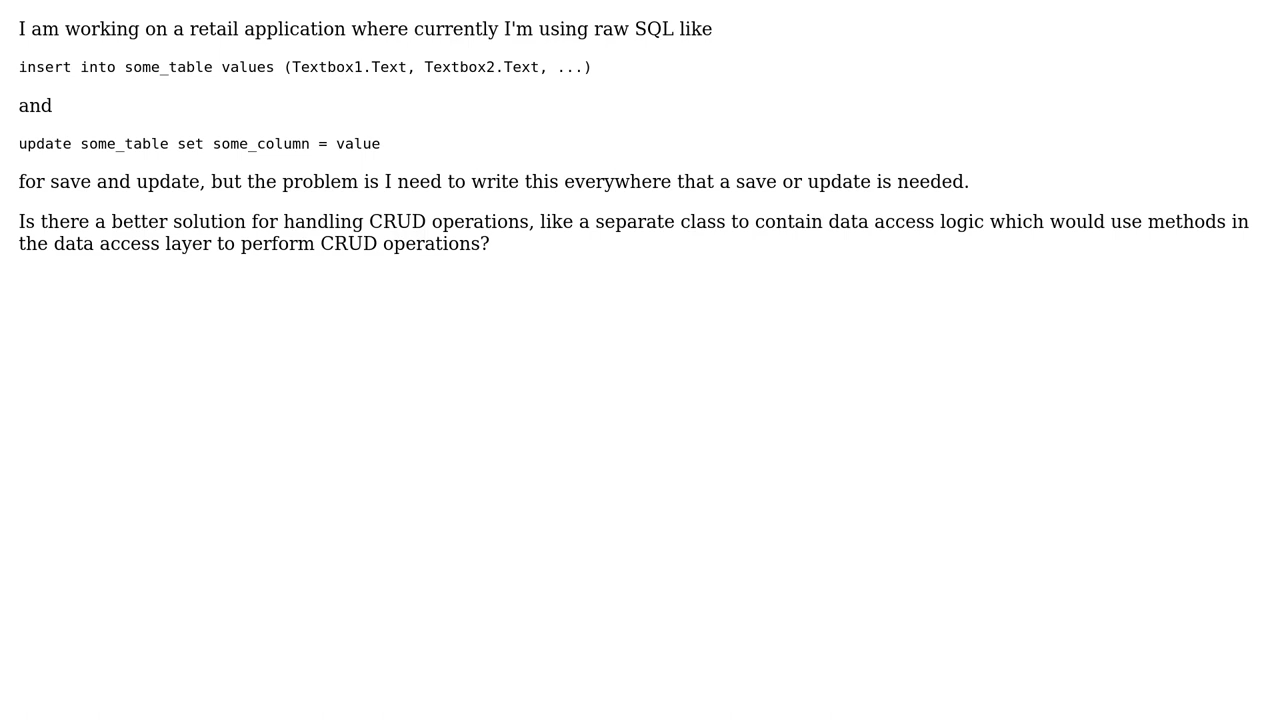 I am working on a retail application where currently I'm using raw SQL like
insert into some_table values (Textbox1.Text, Textbox2.Text, ...)
and
update some_table set some_column = value
for save and update, but the problem is I need to write this everywhere that a save or update is needed.
Is there a better solution for handling CRUD operations, like a separate class to contain data access logic which would use methods in
the data access layer to perform CRUD operations?